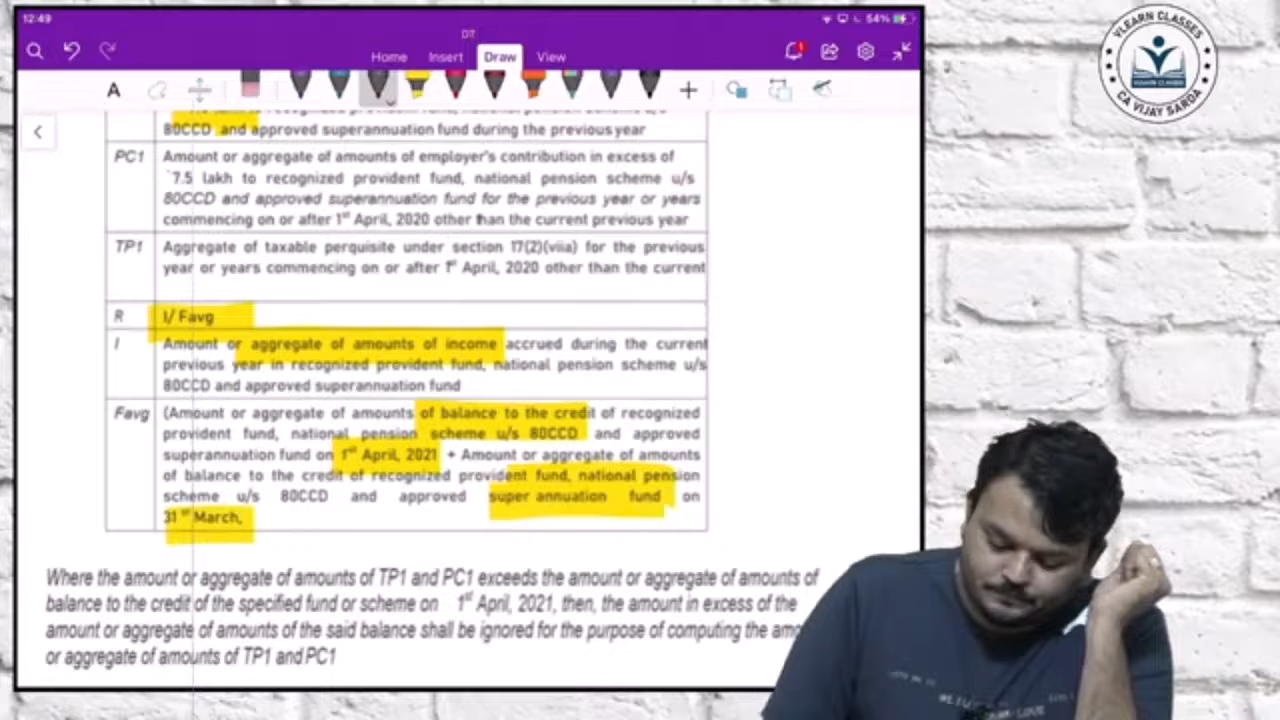 12:49
54%
DT
Home Insert Draw View
A
80CCD and approved superannuation fund during the previous year
PC1 Amount or aggregate of amounts of employer's contribution in excess of
`7.5 lakh to recognized provident fund, national pension scheme u/s
80CCD and approved superannuation fund for the previous year or years
commencing on or after 1st April, 2020 other than the current previous year
TP1 Aggregate of taxable perquisite under section 17(2)(viia) for the previous
year or years commencing on or after 1st April, 2020 other than the current
R I/ Favg
I Amount or aggregate of amounts of income accrued during the current
previous year in recognized provident fund, national pension scheme u/s
80CCD and approved superannuation fund
Favg (Amount or aggregate of amounts of balance to the credit of recognized
provident fund, national pension scheme u/s 80CCD and approved
superannuation fund on 1st April, 2021 + Amount or aggregate of amounts
of balance to the credit of recognized provident fund, national pension
scheme u/s 80CCD and approved super annuation fund on
31st March,
Where the amount or aggregate of amounts of TP1 and PC1 exceeds the amount or aggregate of amounts of
balance to the credit of the specified fund or scheme on 1st April, 2021, then, the amount in excess of the
amount or aggregate of amounts of the said balance shall be ignored for the purpose of computing the
or aggregate of amounts of TP1 and PC1
VLEARN CLASSES
VLEARN CLASSES
CA VIJAY SARDA